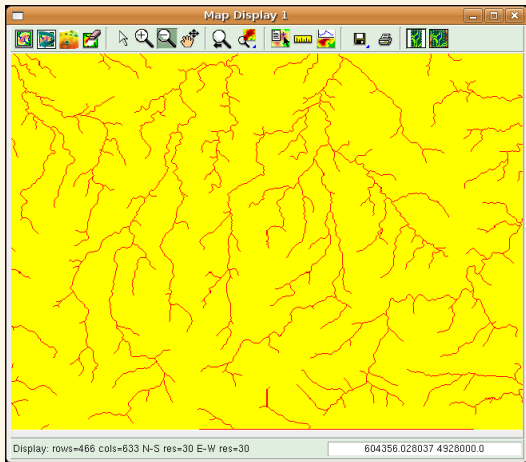 Map Display 1
Display: rows=466 cols=633 N-S res=30 E-W res=30
604356.028037 4928000.0